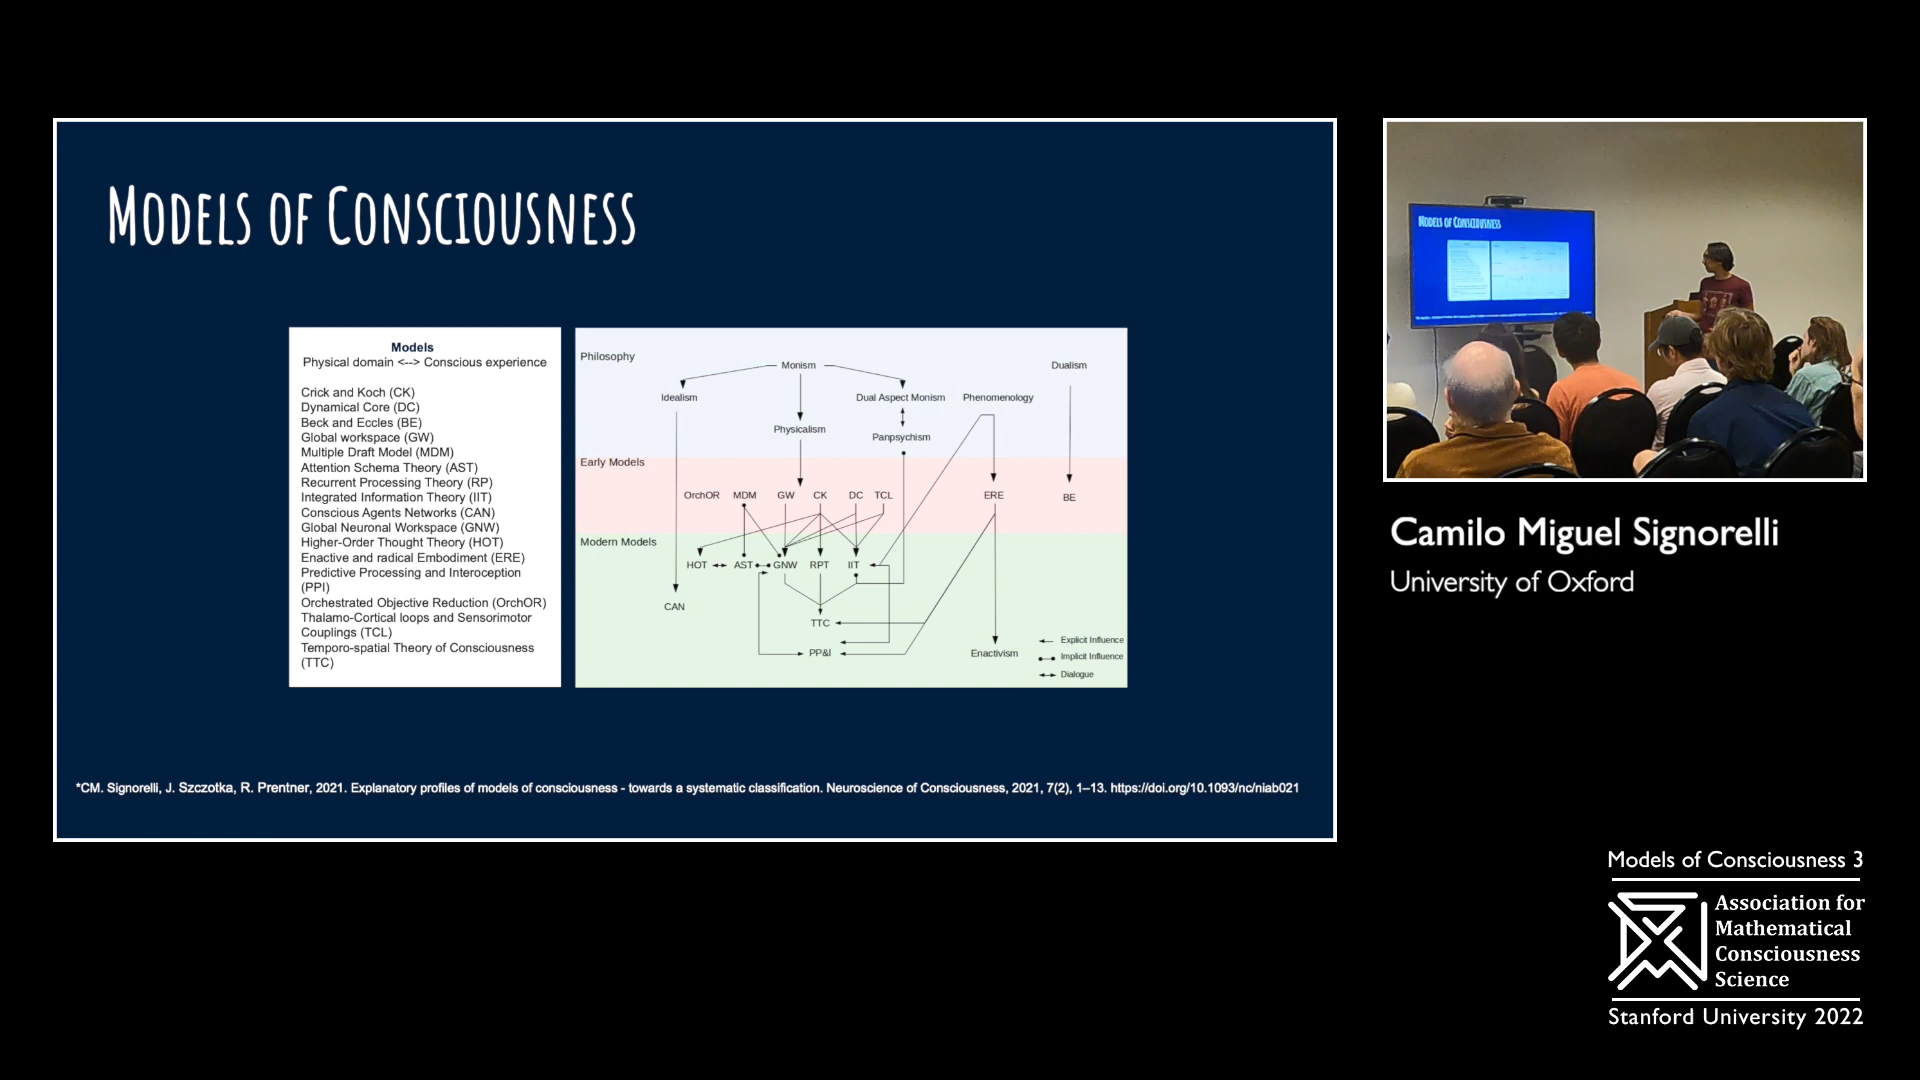 MODELS OF CONSCIOUSNESS
Models
Physical domain <--> Conscious experience
Crick and Koch (CK)
Dynamical Core (DC)
Beck and Eccles (BE)
Global workspace (GW)
Multiple Draft Model (MDM)
Attention Schema Theory (AST)
Recurrent Processing Theory (RP)
Integrated Information Theory (IIT)
Conscious Agents Networks (CAN)
Global Neuronal Workspace (GNW)
Higher-Order Thought Theory (HOT)
Enactive and radical Embodiment (ERE)
Predictive Processing and Interoception
(PPI)
Orchestrated Objective Reduction (OrchOR)
Thalamo-Cortical loops and Sensorimotor
Couplings (TCL)
Temporo-spatial Theory of Consciousness
(TTC)
Philosophy
Monism
Dualism
Idealism
Dual Aspect Monism
Phenomenology
Physicalism
Panpsychism
Early Models
OrchOR MDM GW CK DC TCL ERE BE
Modern Models
HOT AST GNW RPT IIT
CAN
TTC
PP&I
Enactivism
Explicit Influence
Implicit Influence
Dialogue
*CM. Signorelli, J. Szczotka, R. Prentner, 2021. Explanatory profiles of models of consciousness - towards a systematic classification. Neuroscience of Consciousness, 2021, 7(2), 1–13. https://doi.org/10.1093/nc/niab021
MODELS OF CONSCIOUSNESS
Camilo Miguel Signorelli
University of Oxford
Models of Consciousness 3
Association for
Mathematical
Consciousness
Science
Stanford University 2022